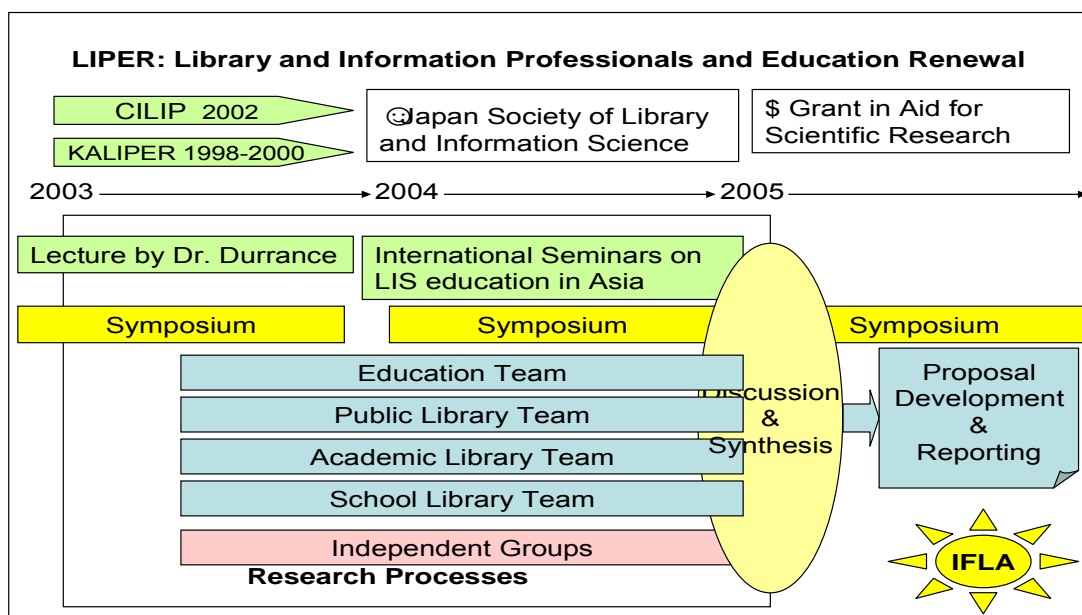 LIPER: Library and Information Professionals and Education Renewal
CILIP 2002
KALIPER 1998-2000
☺Japan Society of Library
and Information Science
$ Grant in Aid for
Scientific Research
2003
2004
2005
Lecture by Dr. Durrance
International Seminars on
LIS education in Asia
Symposium
Symposium
Symposium
Education Team
Public Library Team
Academic Library Team
School Library Team
Independent Groups
Research Processes
Discussion
&
Synthesis
Proposal
Development
&
Reporting
IFLA